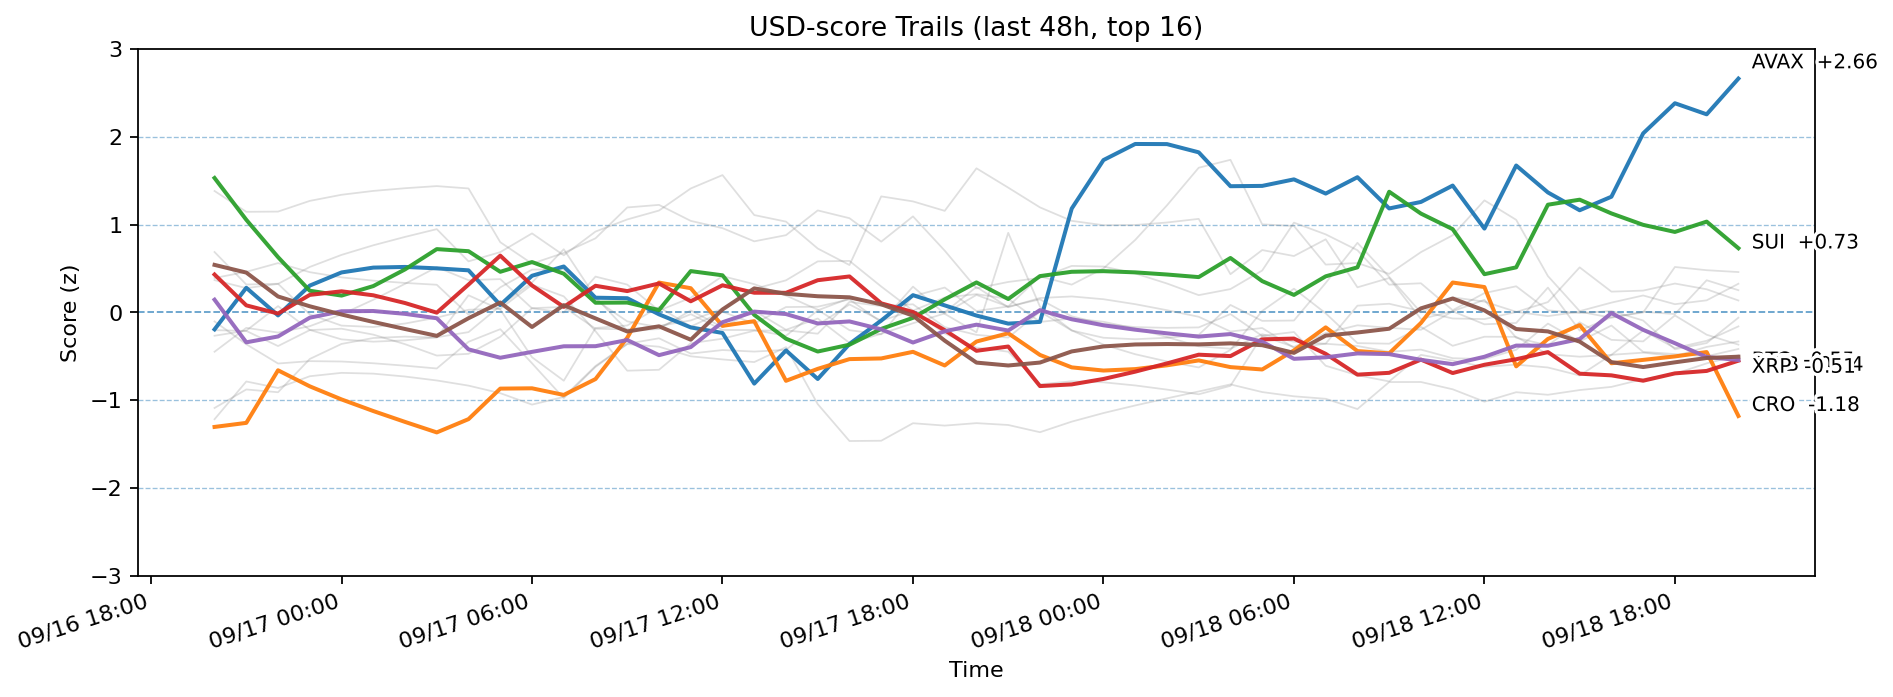 USD-score Trails (last 48h, top 16)
3
2
1
0
−1
−2
−3
Score (z)
AVAX +2.66
SUI +0.73
XRP -0.51
CRO -1.18
09/16 18:00
09/17 00:00
09/17 06:00
09/17 12:00
09/17 18:00
09/18 00:00
09/18 06:00
09/18 12:00
09/18 18:00
Time